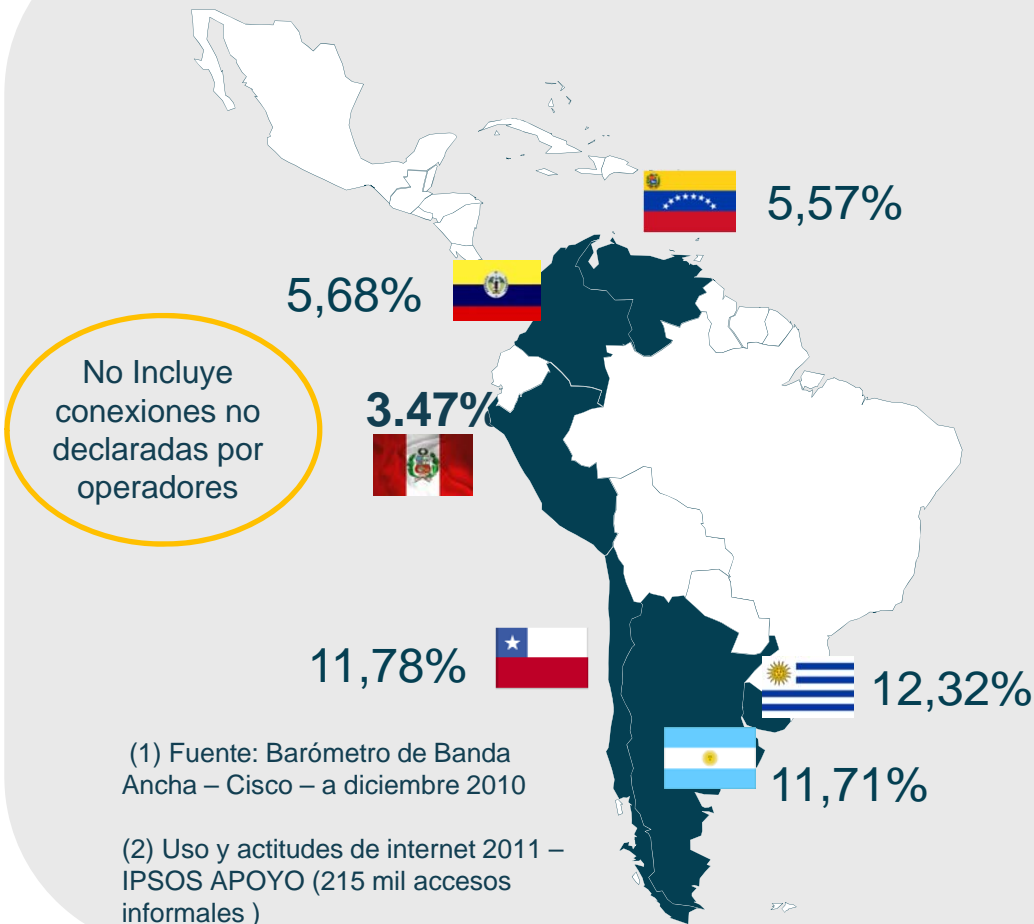 5,57%
5,68%
No Incluye
conexiones no
declaradas por
operadores
3.47%
11,78%
12,32%
11,71%
(1) Fuente: Barómetro de Banda
Ancha – Cisco – a diciembre 2010
(2) Uso y actitudes de internet 2011 –
IPSOS APOYO (215 mil accesos
informales )